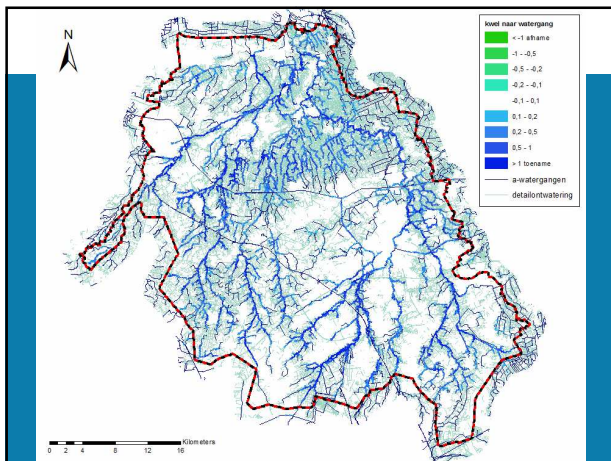 N
kwel naar watergang
< -1 afname
-1 - -0,5
-0,5 - -0,2
-0,2 - -0,1
-0,1 - 0,1
0,1 - 0,2
0,2 - 0,5
0,5 - 1
> 1 toename
a-watergangen
detailontwatering
Kilometers
0 2 4 8 12 16